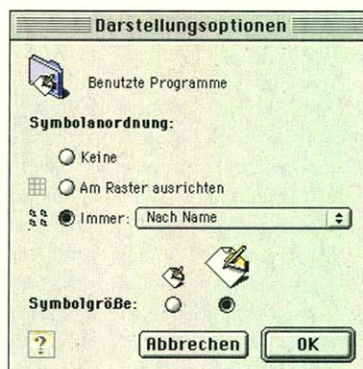 Darstellungsoptionen
Benutzte Programme
Symbolanordnung:
Keine
Am Raster ausrichten
Immer: Nach Name
Symbolgröße:
? Abbrechen OK